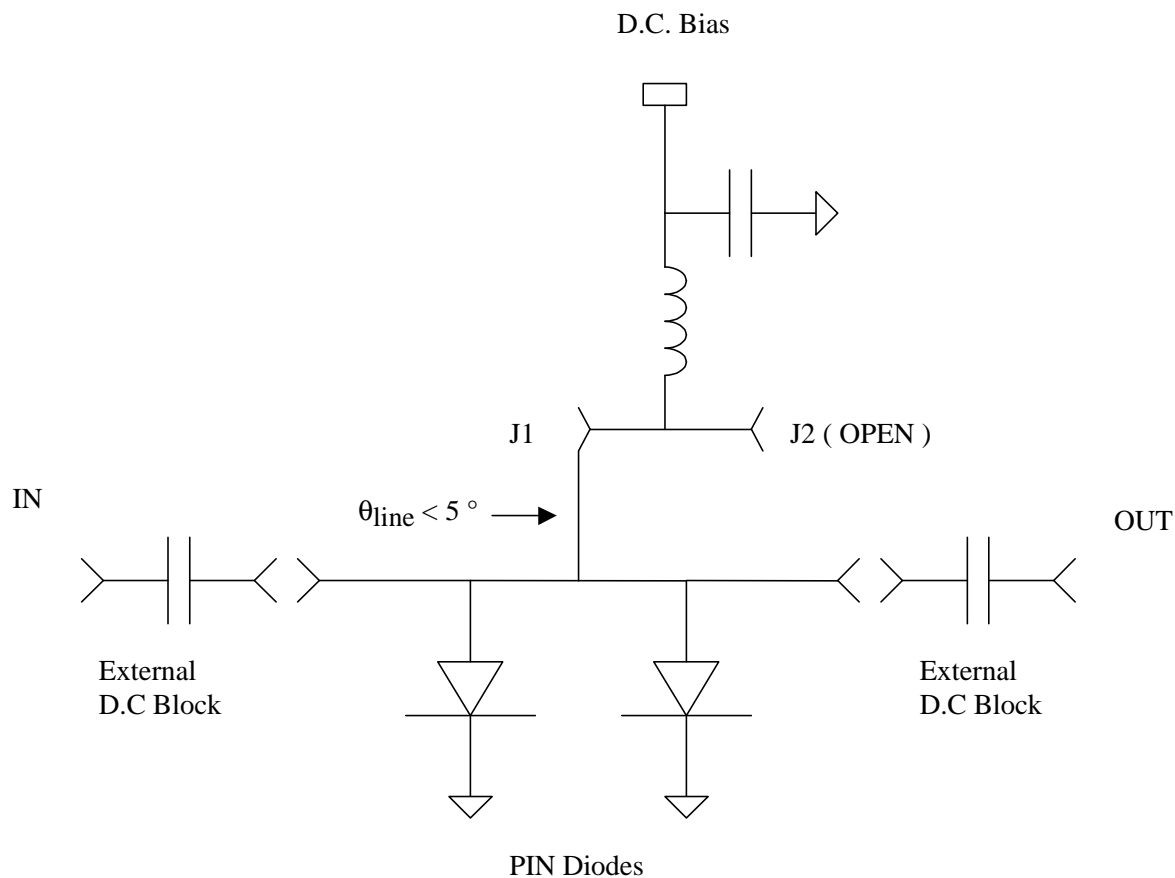 D.C. Bias
J1
J2 ( OPEN )
IN
θline < 5 °
OUT
External
D.C Block
External
D.C Block
PIN Diodes